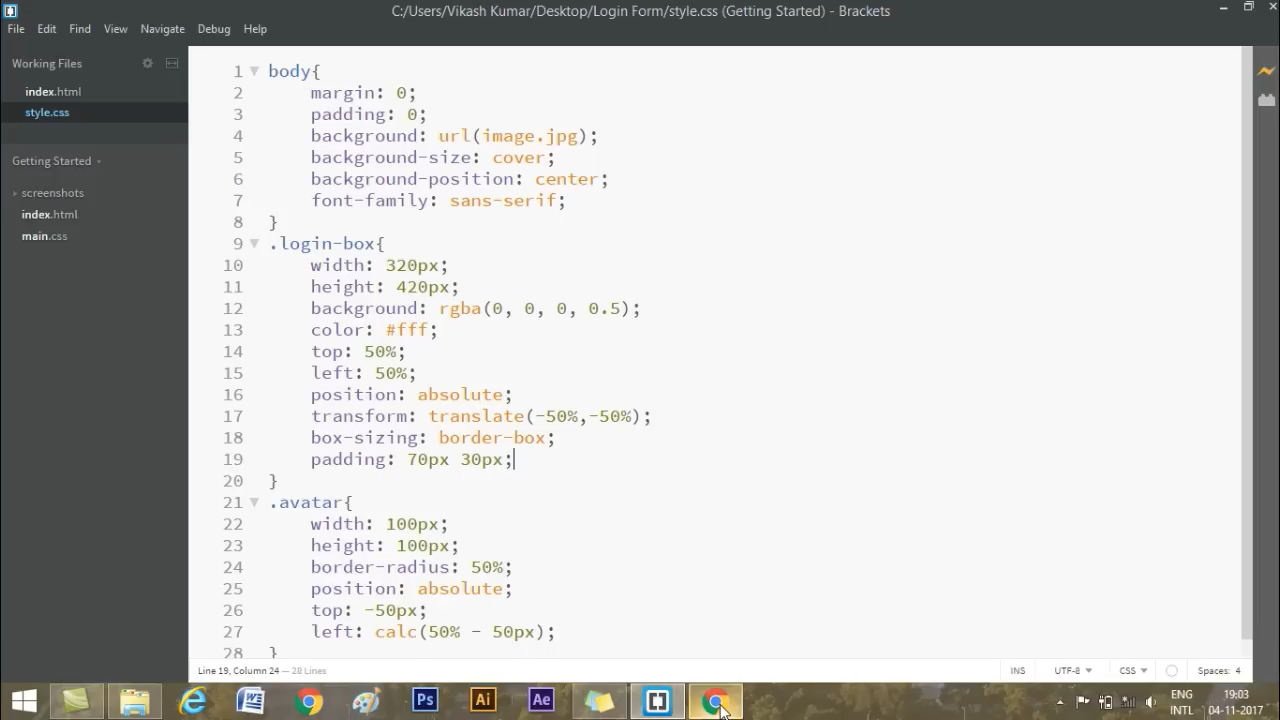 C:/Users/Vikash Kumar/Desktop/Login Form/style.css (Getting Started) - Brackets
File Edit Find View Navigate Debug Help
Working Files
index.html
style.css
Getting Started
screenshots
index.html
main.css
1 body{
2 margin: 0;
3 padding: 0;
4 background: url(image.jpg);
5 background-size: cover;
6 background-position: center;
7 font-family: sans-serif;
8 }
9 .login-box{
10 width: 320px;
11 height: 420px;
12 background: rgba(0, 0, 0, 0.5);
13 color: #fff;
14 top: 50%;
15 left: 50%;
16 position: absolute;
17 transform: translate(-50%,-50%);
18 box-sizing: border-box;
19 padding: 70px 30px;
20 }
21 .avatar{
22 width: 100px;
23 height: 100px;
24 border-radius: 50%;
25 position: absolute;
26 top: -50px;
27 left: calc(50% - 50px);
28 }
Line 19, Column 24 — 28 Lines
INS UTF-8 CSS Spaces: 4
Ps Ai Ae
ENG 19:03
INTL 04-11-2017